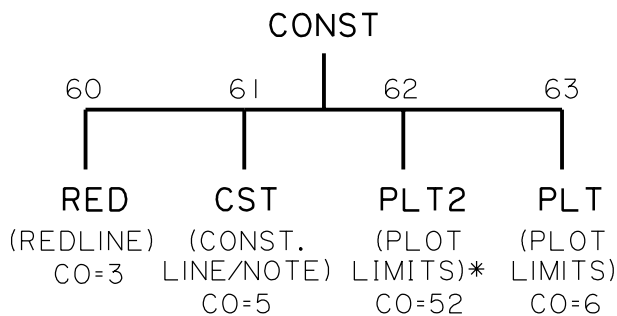 CONST
60 61 62 63
RED CST PLT2 PLT
(REDLINE) (CONST. (PLOT (PLOT
CO=3 LINE/NOTE) LIMITS)* LIMITS)
CO=5 CO=52 CO=6